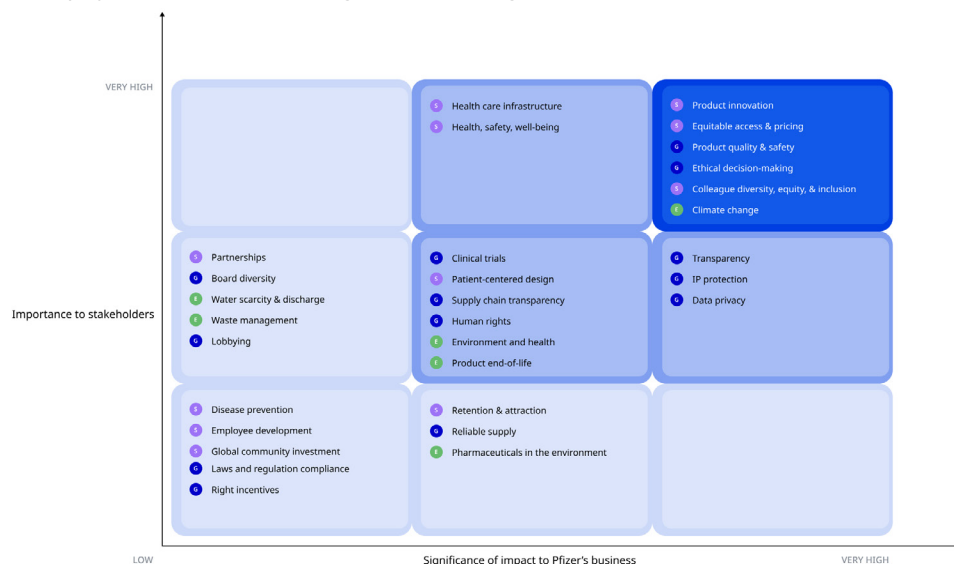 VERY HIGH
S Health care infrastructure
S Health, safety, well-being
S Product innovation
S Equitable access & pricing
G Product quality & safety
G Ethical decision-making
S Colleague diversity, equity, & inclusion
E Climate change
Importance to stakeholders
S Partnerships
G Board diversity
E Water scarcity & discharge
E Waste management
G Lobbying
G Clinical trials
S Patient-centered design
G Supply chain transparency
G Human rights
E Environment and health
E Product end-of-life
G Transparency
G IP protection
G Data privacy
S Disease prevention
S Employee development
S Global community investment
G Laws and regulation compliance
G Right incentives
S Retention & attraction
G Reliable supply
E Pharmaceuticals in the environment
LOW
Significance of impact to Pfizer's business
VERY HIGH